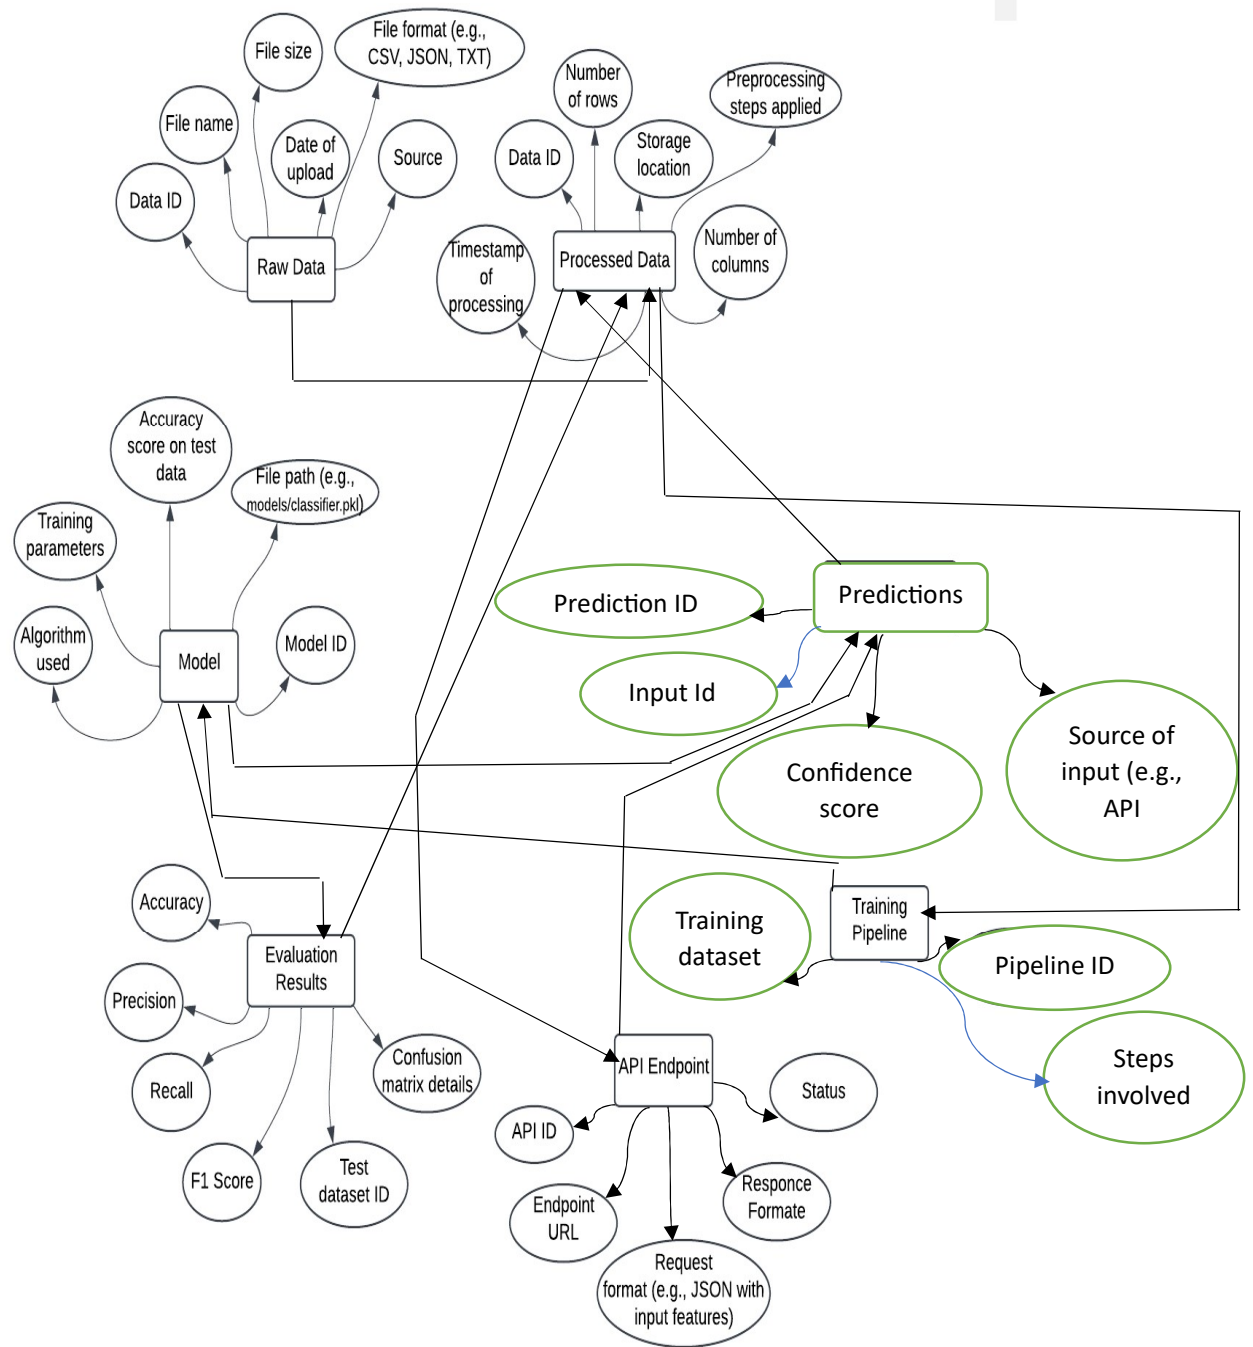 File size
File format (e.g.,
CSV, JSON, TXT)
File name
Date of
upload
Source
Data ID
Raw Data
Number
of rows
Preprocessing
steps applied
Data ID
Storage
location
Timestamp
of
processing
Processed Data
Number of
columns
Accuracy
score on test
data
File path (e.g.,
models/classifier.pkl)
Training
parameters
Algorithm
used
Model
Model ID
Prediction ID
Predictions
Input Id
Confidence
score
Source of
input (e.g.,
API
Accuracy
Evaluation
Results
Precision
Recall
F1 Score
Test
dataset ID
Confusion
matrix details
Training
dataset
Training
Pipeline
Pipeline ID
Steps
involved
API Endpoint
Status
API ID
Endpoint
URL
Responce
Formate
Request
format (e.g., JSON with
input features)